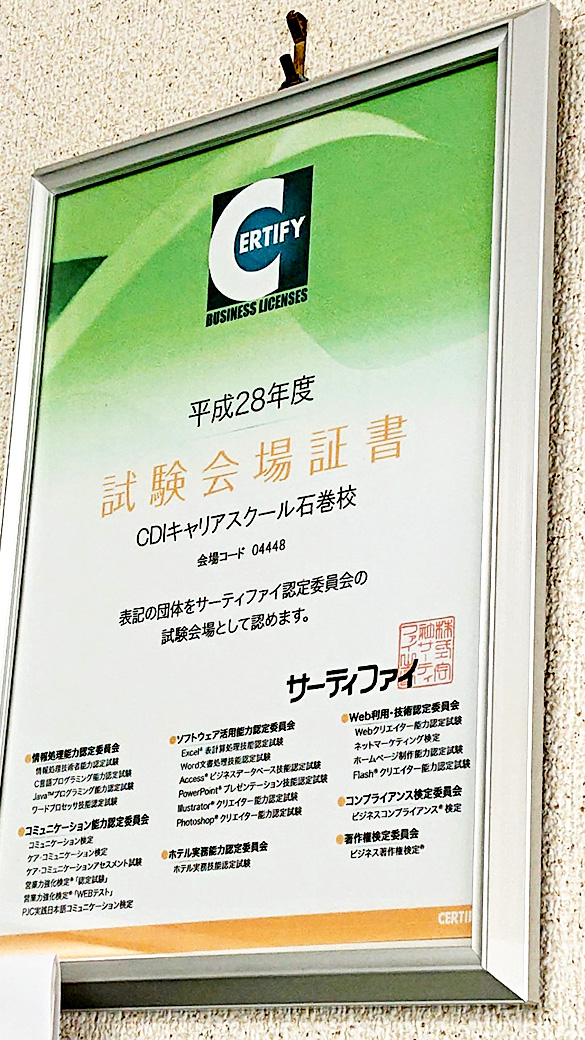 CERTIFY
BUSINESS LICENSES
平成28年度
試験会場証書
CDIキャリアスクール石巻校
会場コード 04448
表記の団体をサーティファイ認定委員会の
試験会場として認めます。
サーティファイ
株式会
社サーティ
ファイ
●情報処理能力認定委員会
情報処理技術者能力認定試験
C言語プログラミング能力認定試験
Java™プログラミング能力認定試験
ワードプロセッサ技能認定試験
●コミュニケーション能力認定委員会
コミュニケーション検定
ケア・コミュニケーション検定
ケア・コミュニケーションアセスメント試験
営業力強化検定®「認定試験」
営業力強化検定®「WEBテスト」
PJC実践日本語コミュニケーション検定
●ソフトウェア活用能力認定委員会
Excel®表計算処理技能認定試験
Word文書処理技能認定試験
Access®ビジネスデータベース技能認定試験
PowerPoint®プレゼンテーション技能認定試験
Illustrator®クリエイター能力認定試験
Photoshop®クリエイター能力認定試験
●ホテル実務能力認定委員会
ホテル実務技能認定試験
●Web利用・技術認定委員会
Webクリエイター能力認定試験
ネットマーケティング検定
ホームページ制作能力認定試験
Flash®クリエイター能力認定試験
●コンプライアンス検定委員会
ビジネスコンプライアンス®検定
●著作権検定委員会
ビジネス著作権検定®
CERTIF